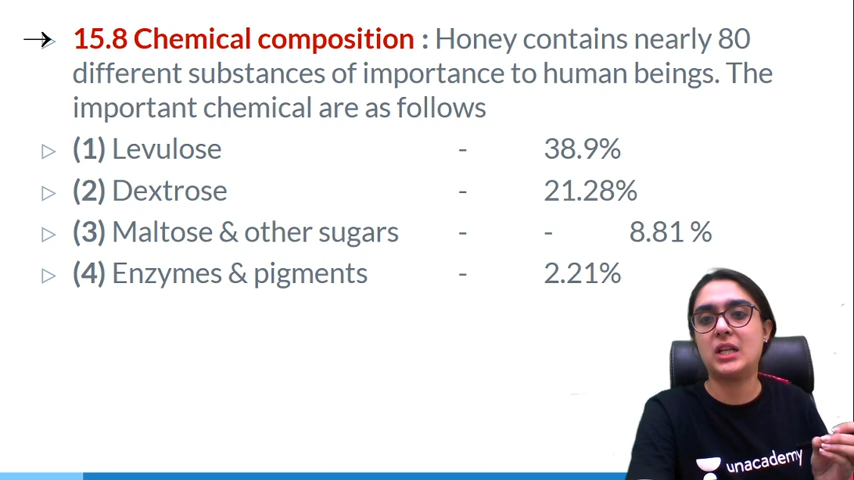 15.8 Chemical composition : Honey contains nearly 80
different substances of importance to human beings. The
important chemical are as follows
(1) Levulose - 38.9%
(2) Dextrose - 21.28%
(3) Maltose & other sugars - - 8.81 %
(4) Enzymes & pigments - 2.21%
unacademy